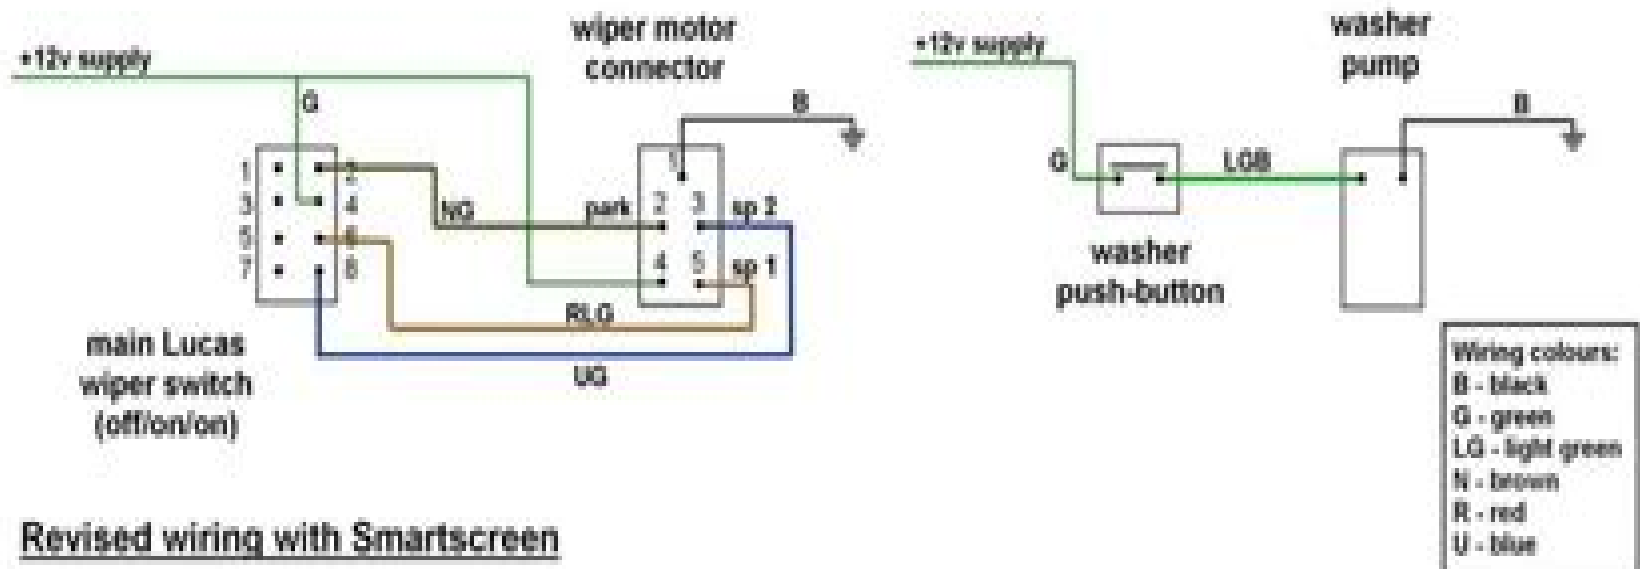 +12v supply
G
wiper motor
connector
B
1
2
3
4
5
6
7
8
NG
park
1
2
3
sp 2
4
5
sp 1
RLG
UG
main Lucas
wiper switch
(off/on/on)
+12v supply
washer
pump
B
G
LGB
washer
push-button
Wiring colours:
B - black
G - green
LG - light green
N - brown
R - red
U - blue
Revised wiring with Smartscreen